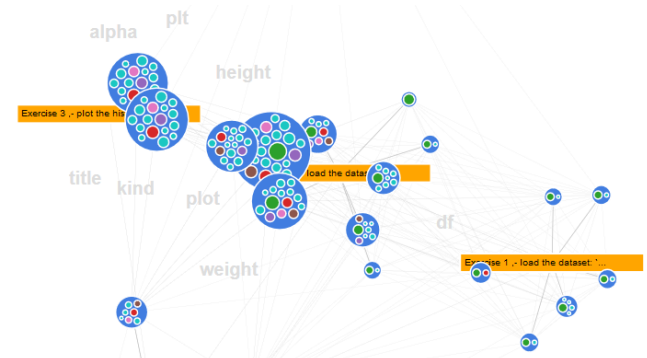 plt
alpha
height
Exercise 3 ,- plot the his
load the datas
title
kind
plot
df
weight
Exercise 1 ,- load the dataset: '...